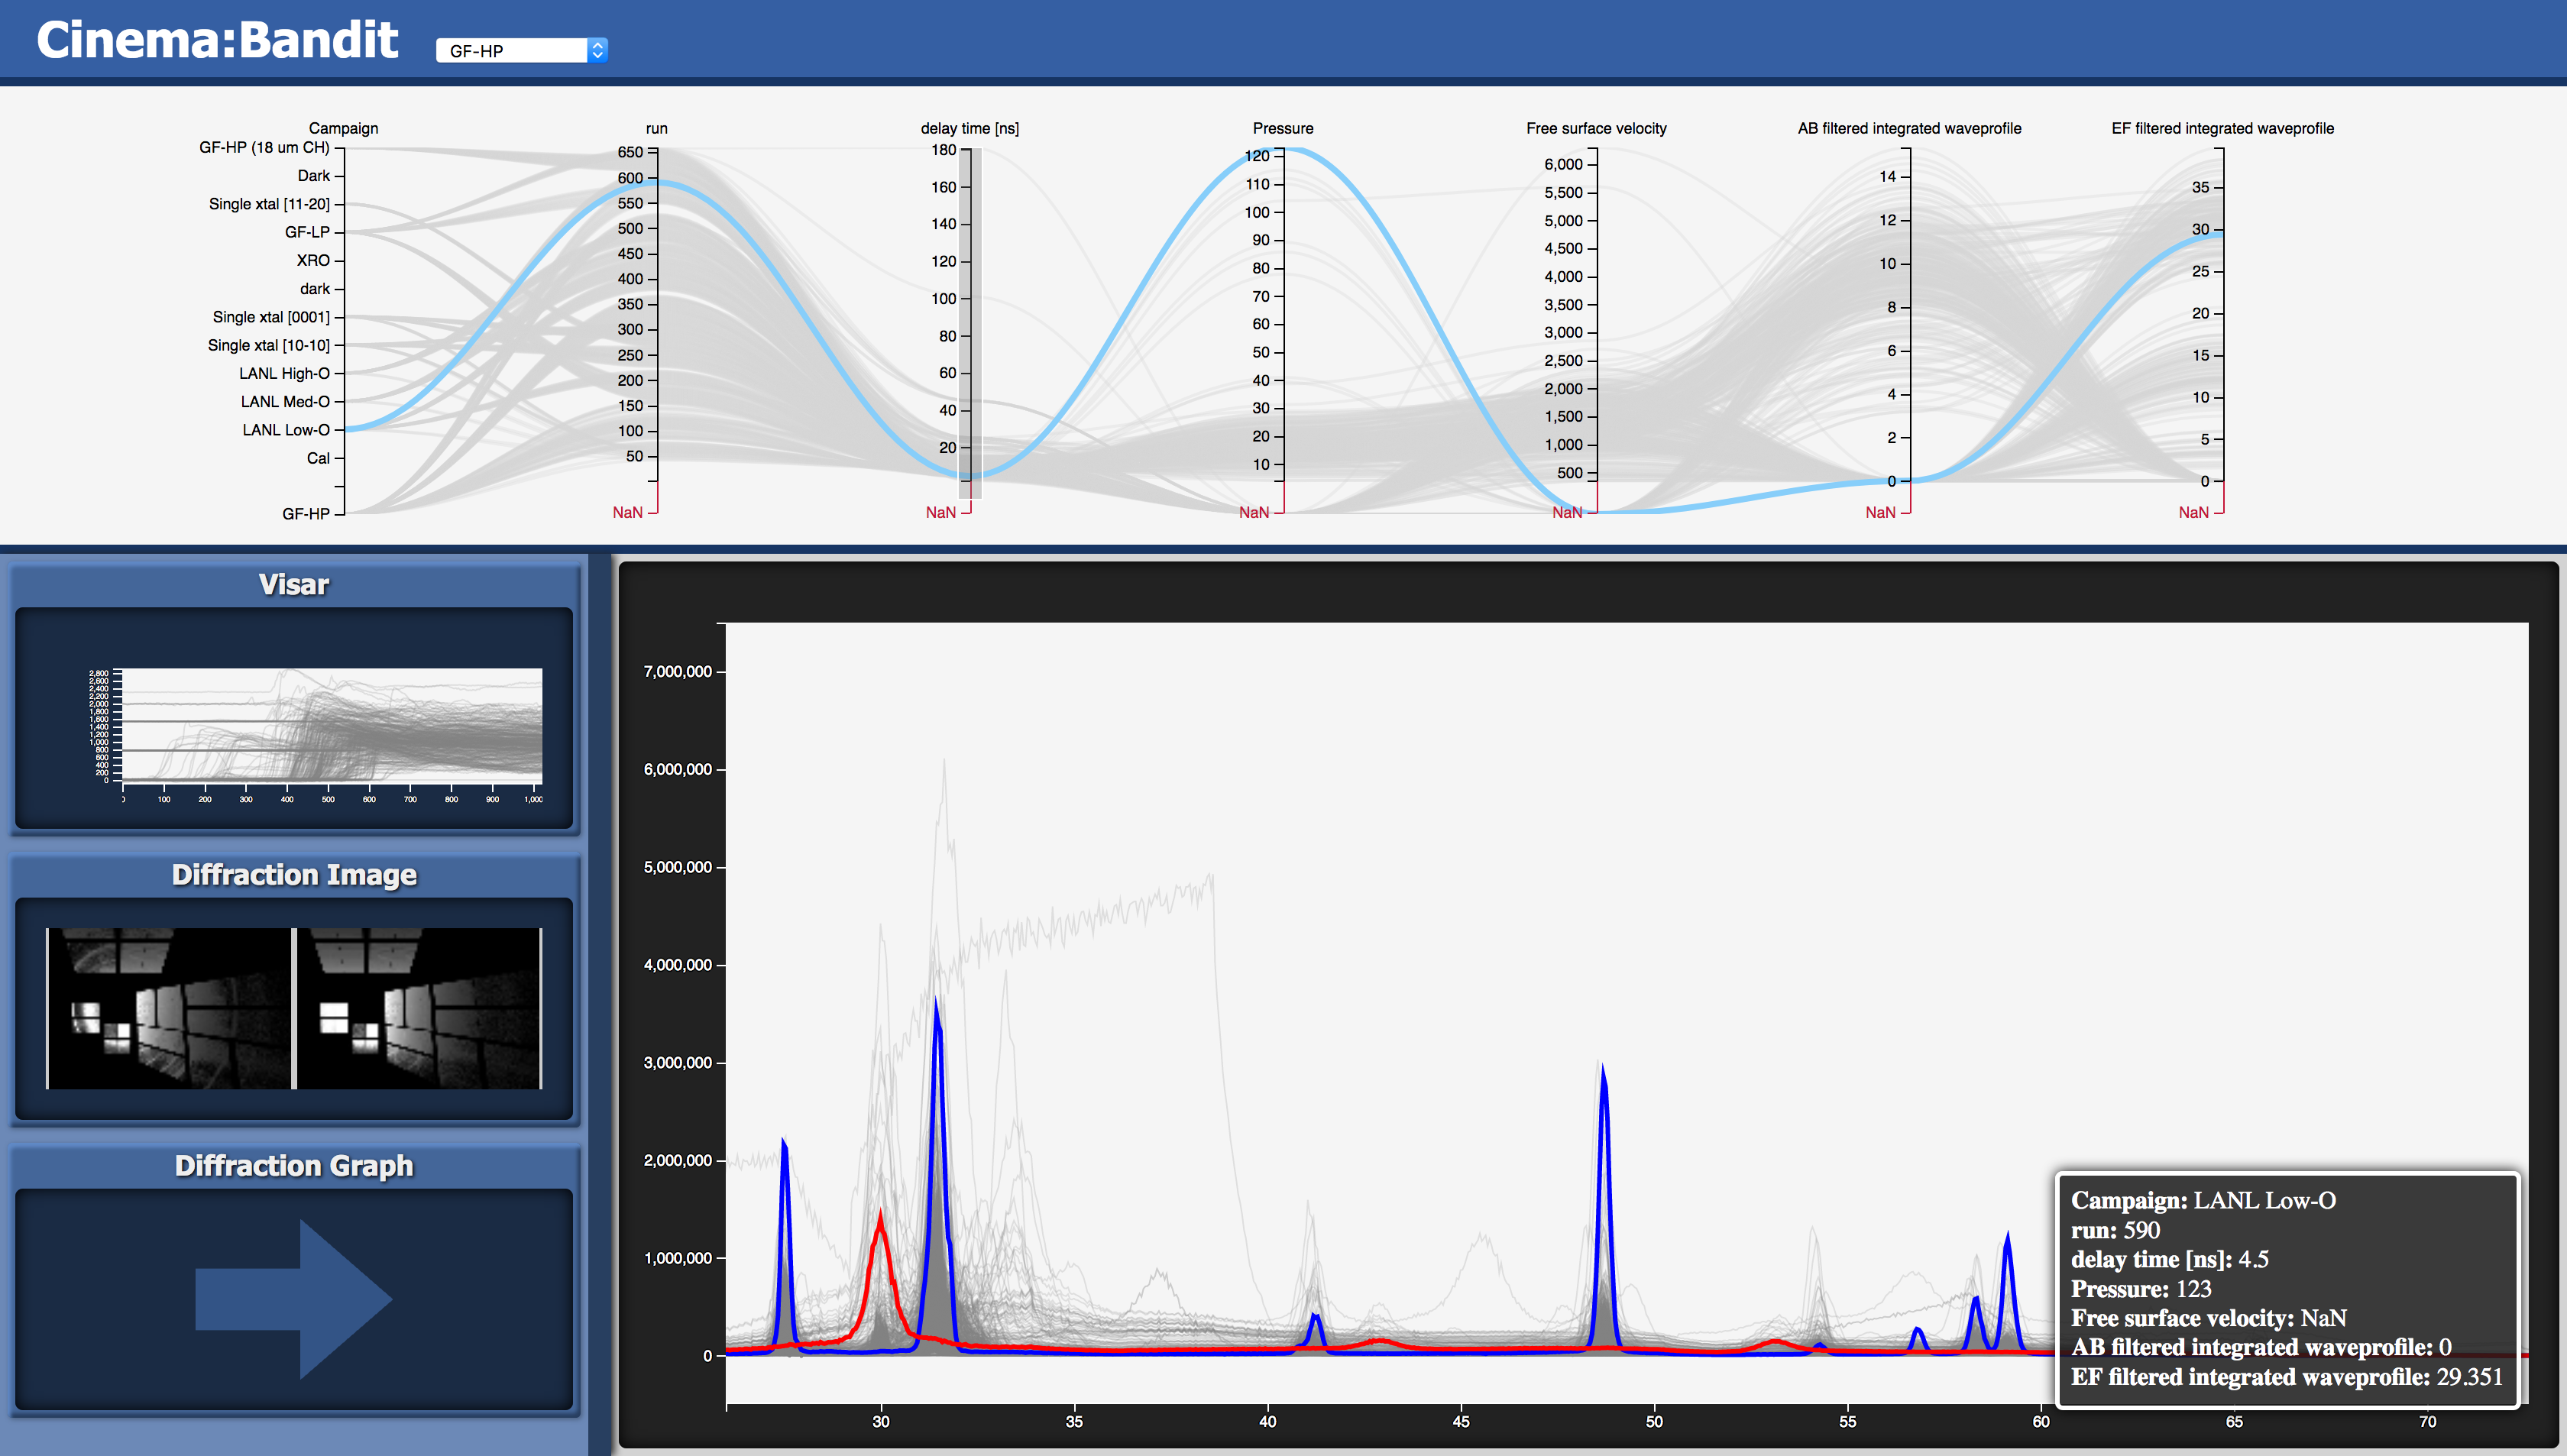 Cinema:Bandit
GF-HP
Campaign
run
delay time [ns]
Pressure
Free surface velocity
AB filtered integrated waveprofile
EF filtered integrated waveprofile
GF-HP (18 um CH)
Dark
Single xtal [11-20]
GF-LP
XRO
dark
Single xtal [0001]
Single xtal [10-10]
LANL High-O
LANL Med-O
LANL Low-O
Cal
GF-HP
650
600
550
500
450
400
350
300
250
200
150
100
50
NaN
180
160
140
120
100
80
60
40
20
NaN
120
110
100
90
80
70
60
50
40
30
20
10
NaN
6,000
5,500
5,000
4,500
4,000
3,500
3,000
2,500
2,000
1,500
1,000
500
NaN
14
12
10
8
6
4
2
0
NaN
35
30
25
20
15
10
5
0
NaN
Visar
2,800
2,600
2,400
2,200
2,000
1,800
1,600
1,400
1,200
1,000
800
600
400
200
0
0 100 200 300 400 500 600 700 800 900 1,000
Diffraction Image
Diffraction Graph
7,000,000
6,000,000
5,000,000
4,000,000
3,000,000
2,000,000
1,000,000
0
30 35 40 45 50 55 60 65 70
Campaign: LANL Low-O
run: 590
delay time [ns]: 4.5
Pressure: 123
Free surface velocity: NaN
AB filtered integrated waveprofile: 0
EF filtered integrated waveprofile: 29.351